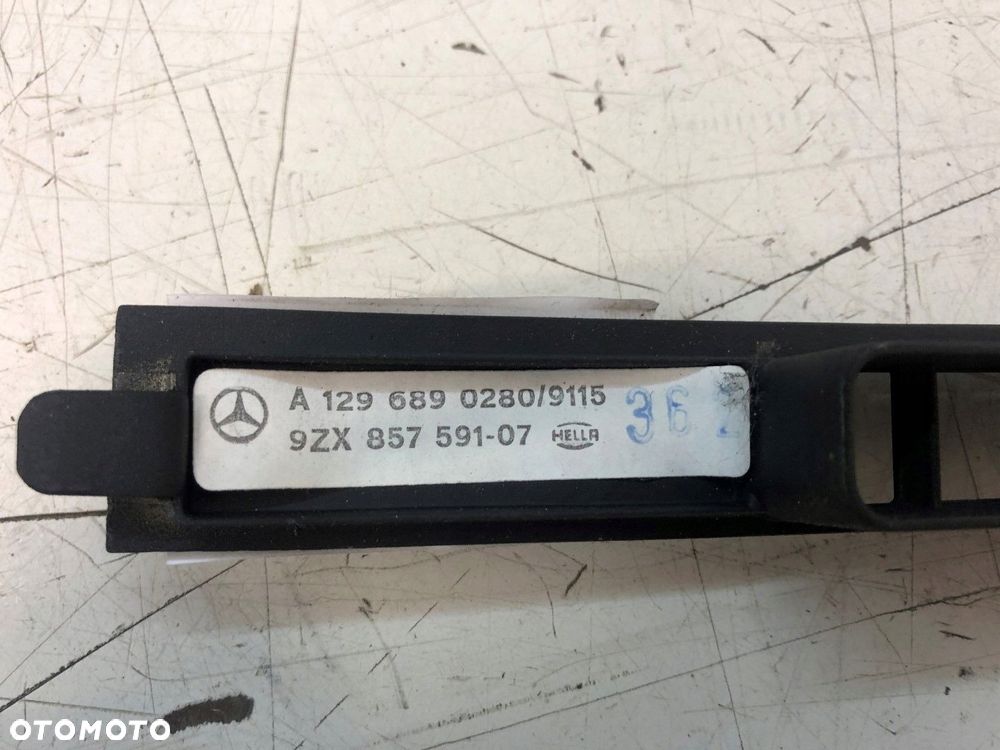 A 129 689 0280/9115
9ZX 857 591-07 HELLA
36
OTOMOTO